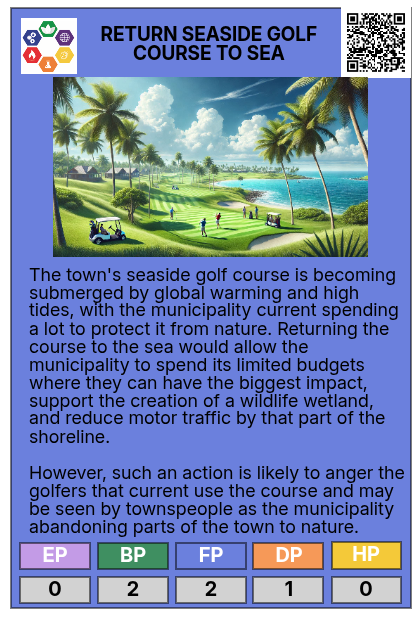 RETURN SEASIDE GOLF
COURSE TO SEA
The town's seaside golf course is becoming
submerged by global warming and high
tides, with the municipality current spending
a lot to protect it from nature. Returning the
course to the sea would allow the
municipality to spend its limited budgets
where they can have the biggest impact,
support the creation of a wildlife wetland,
and reduce motor traffic by that part of the
shoreline.
However, such an action is likely to anger the
golfers that current use the course and may
be seen by townspeople as the municipality
abandoning parts of the town to nature.
EP BP FP DP HP
0 2 2 1 0